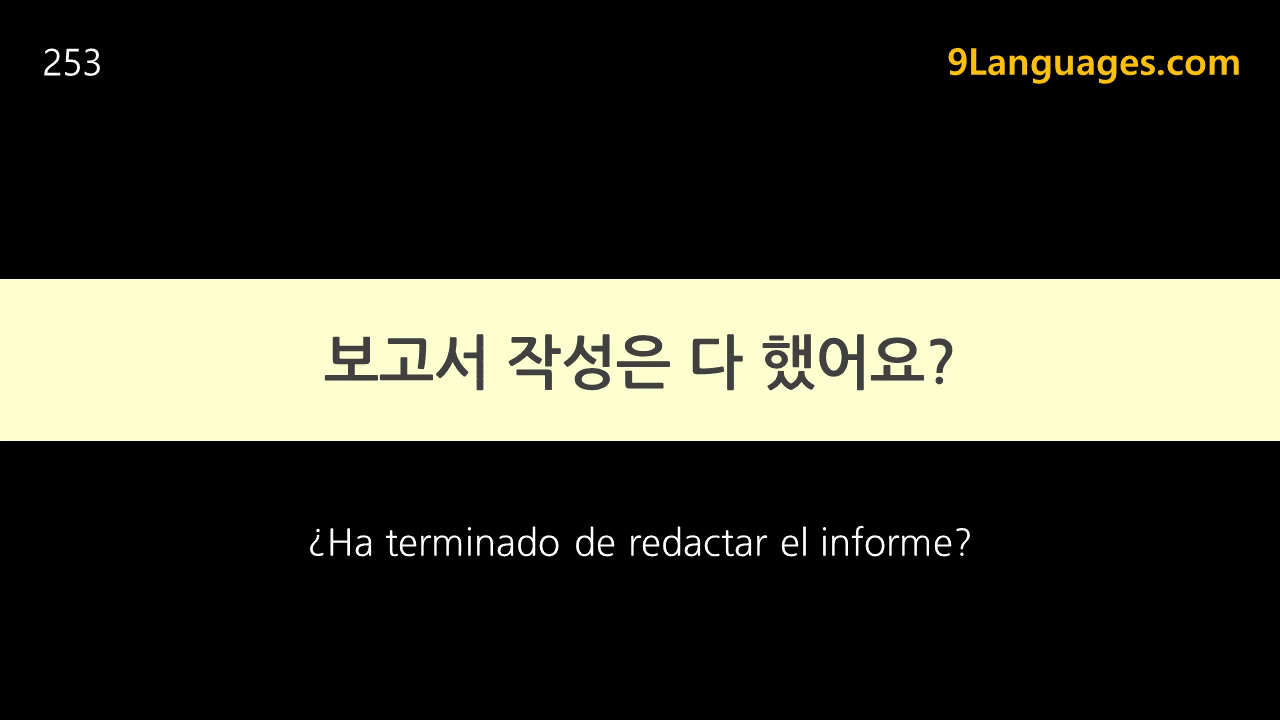 253
9Languages.com
보고서 작성은 다 했어요?
¿Ha terminado de redactar el informe?